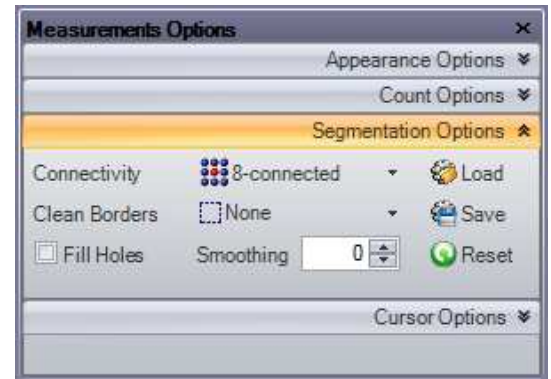 Measurements Options
Appearance Options
Count Options
Segmentation Options
Connectivity 8-connected Load
Clean Borders None Save
Fill Holes Smoothing 0 Reset
Cursor Options